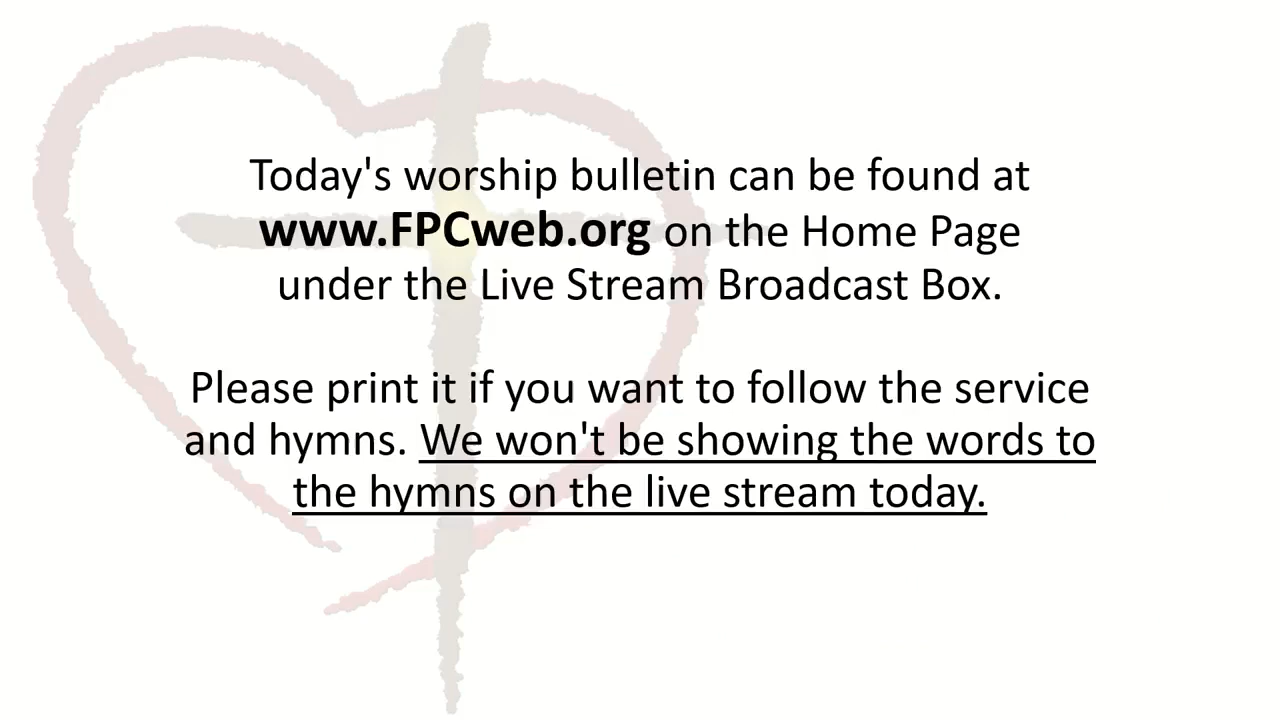 Today's worship bulletin can be found at
www.FPCweb.org on the Home Page
under the Live Stream Broadcast Box.
Please print it if you want to follow the service
and hymns. We won't be showing the words to
the hymns on the live stream today.